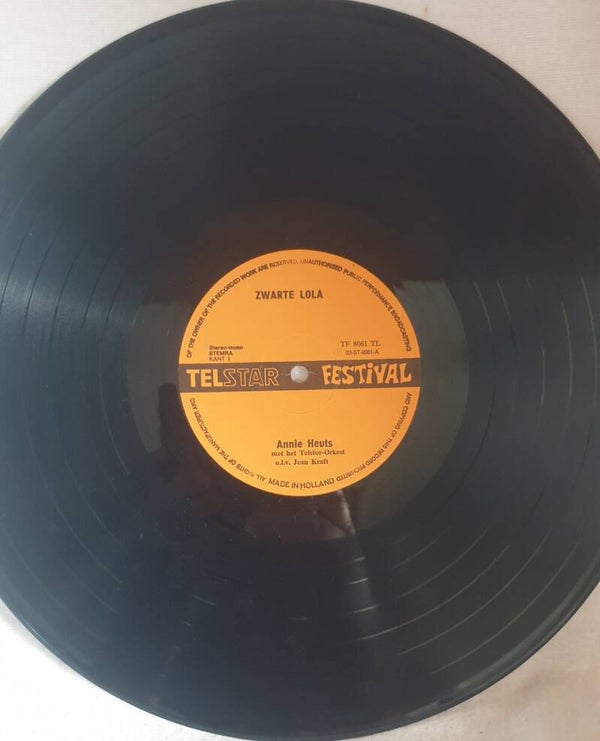 OF THE OWNER OF THE RECORDED WORK ARE RESERVED. UNAUTHORISED PUBLIC PERFORMANCE BROADCASTING
ZWARTE LOLA
Stereo-mono
STEMRA
KANT 1
TF 8061 TL
33-ST-8061-A
TELSTAR FESTIVAL
Annie Heuts
met het Telstar-Orkest
o.l.v. Jean Kraft
AND COPYING OF THIS RECORD PROHIBITED
MADE IN HOLLAND
ALL RIGHTS OF THE MANUFACTURER AND